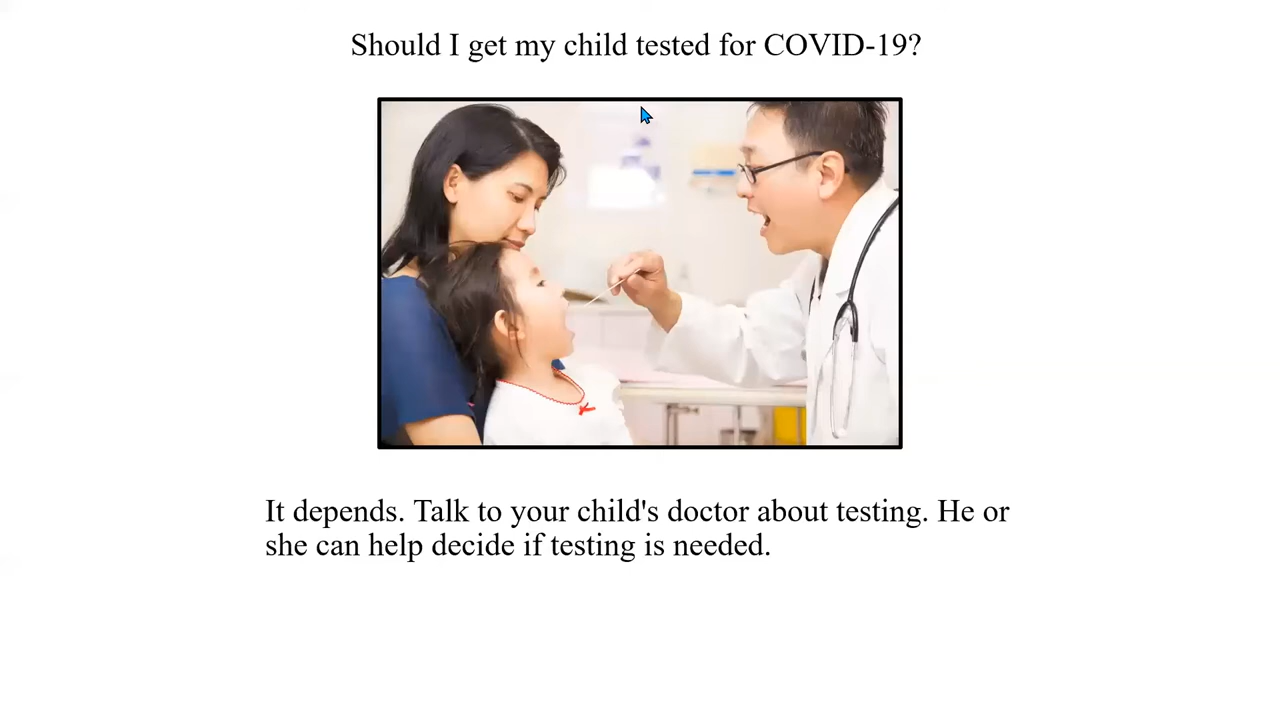 Should I get my child tested for COVID-19?
It depends. Talk to your child's doctor about testing. He or
she can help decide if testing is needed.